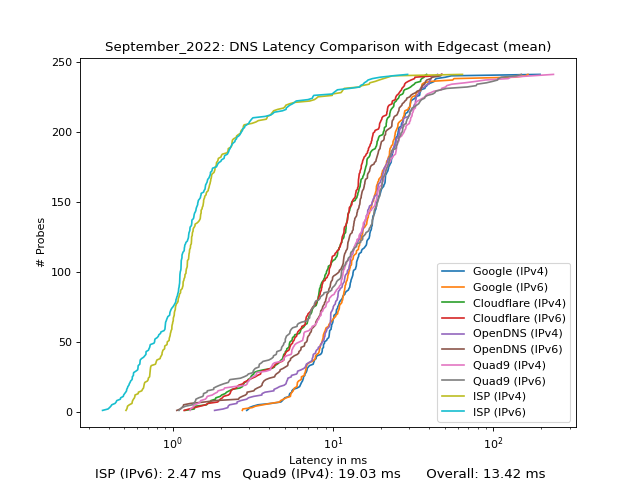 September_2022: DNS Latency Comparison with Edgecast (mean)
250
200
150
100
50
0
# Probes
Google (IPv4)
Google (IPv6)
Cloudflare (IPv4)
Cloudflare (IPv6)
OpenDNS (IPv4)
OpenDNS (IPv6)
Quad9 (IPv4)
Quad9 (IPv6)
ISP (IPv4)
ISP (IPv6)
10⁰ 10¹ 10²
Latency in ms
ISP (IPv6): 2.47 ms Quad9 (IPv4): 19.03 ms Overall: 13.42 ms